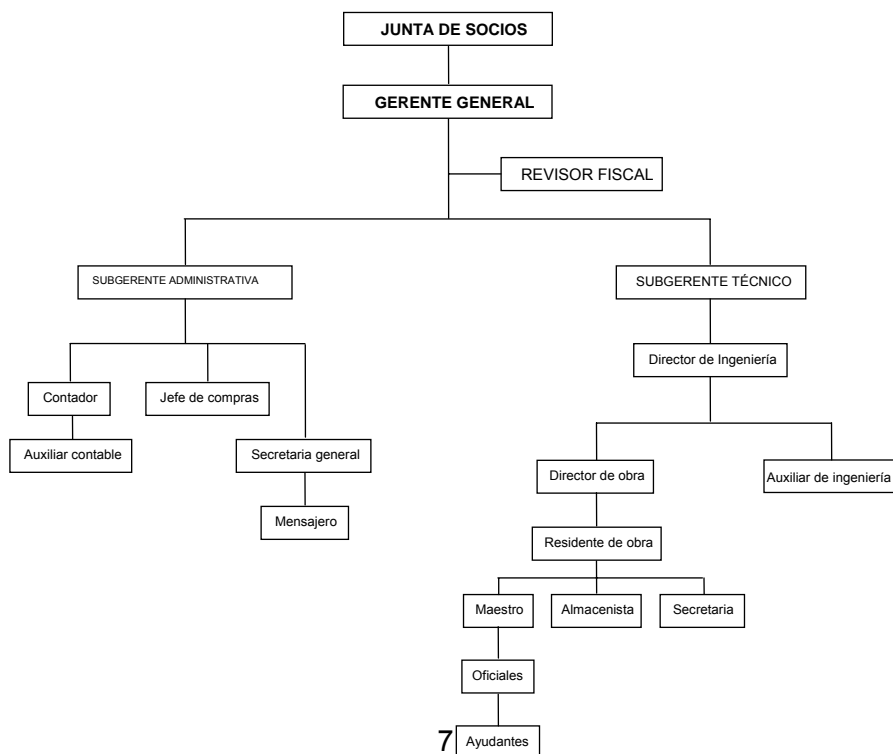 JUNTA DE SOCIOS
GERENTE GENERAL
REVISOR FISCAL
SUBGERENTE ADMINISTRATIVA
SUBGERENTE TÉCNICO
Director de Ingeniería
Contador
Jefe de compras
Auxiliar contable
Secretaria general
Director de obra
Auxiliar de ingeniería
Mensajero
Residente de obra
Maestro
Almacenista
Secretaria
Oficiales
7
Ayudantes